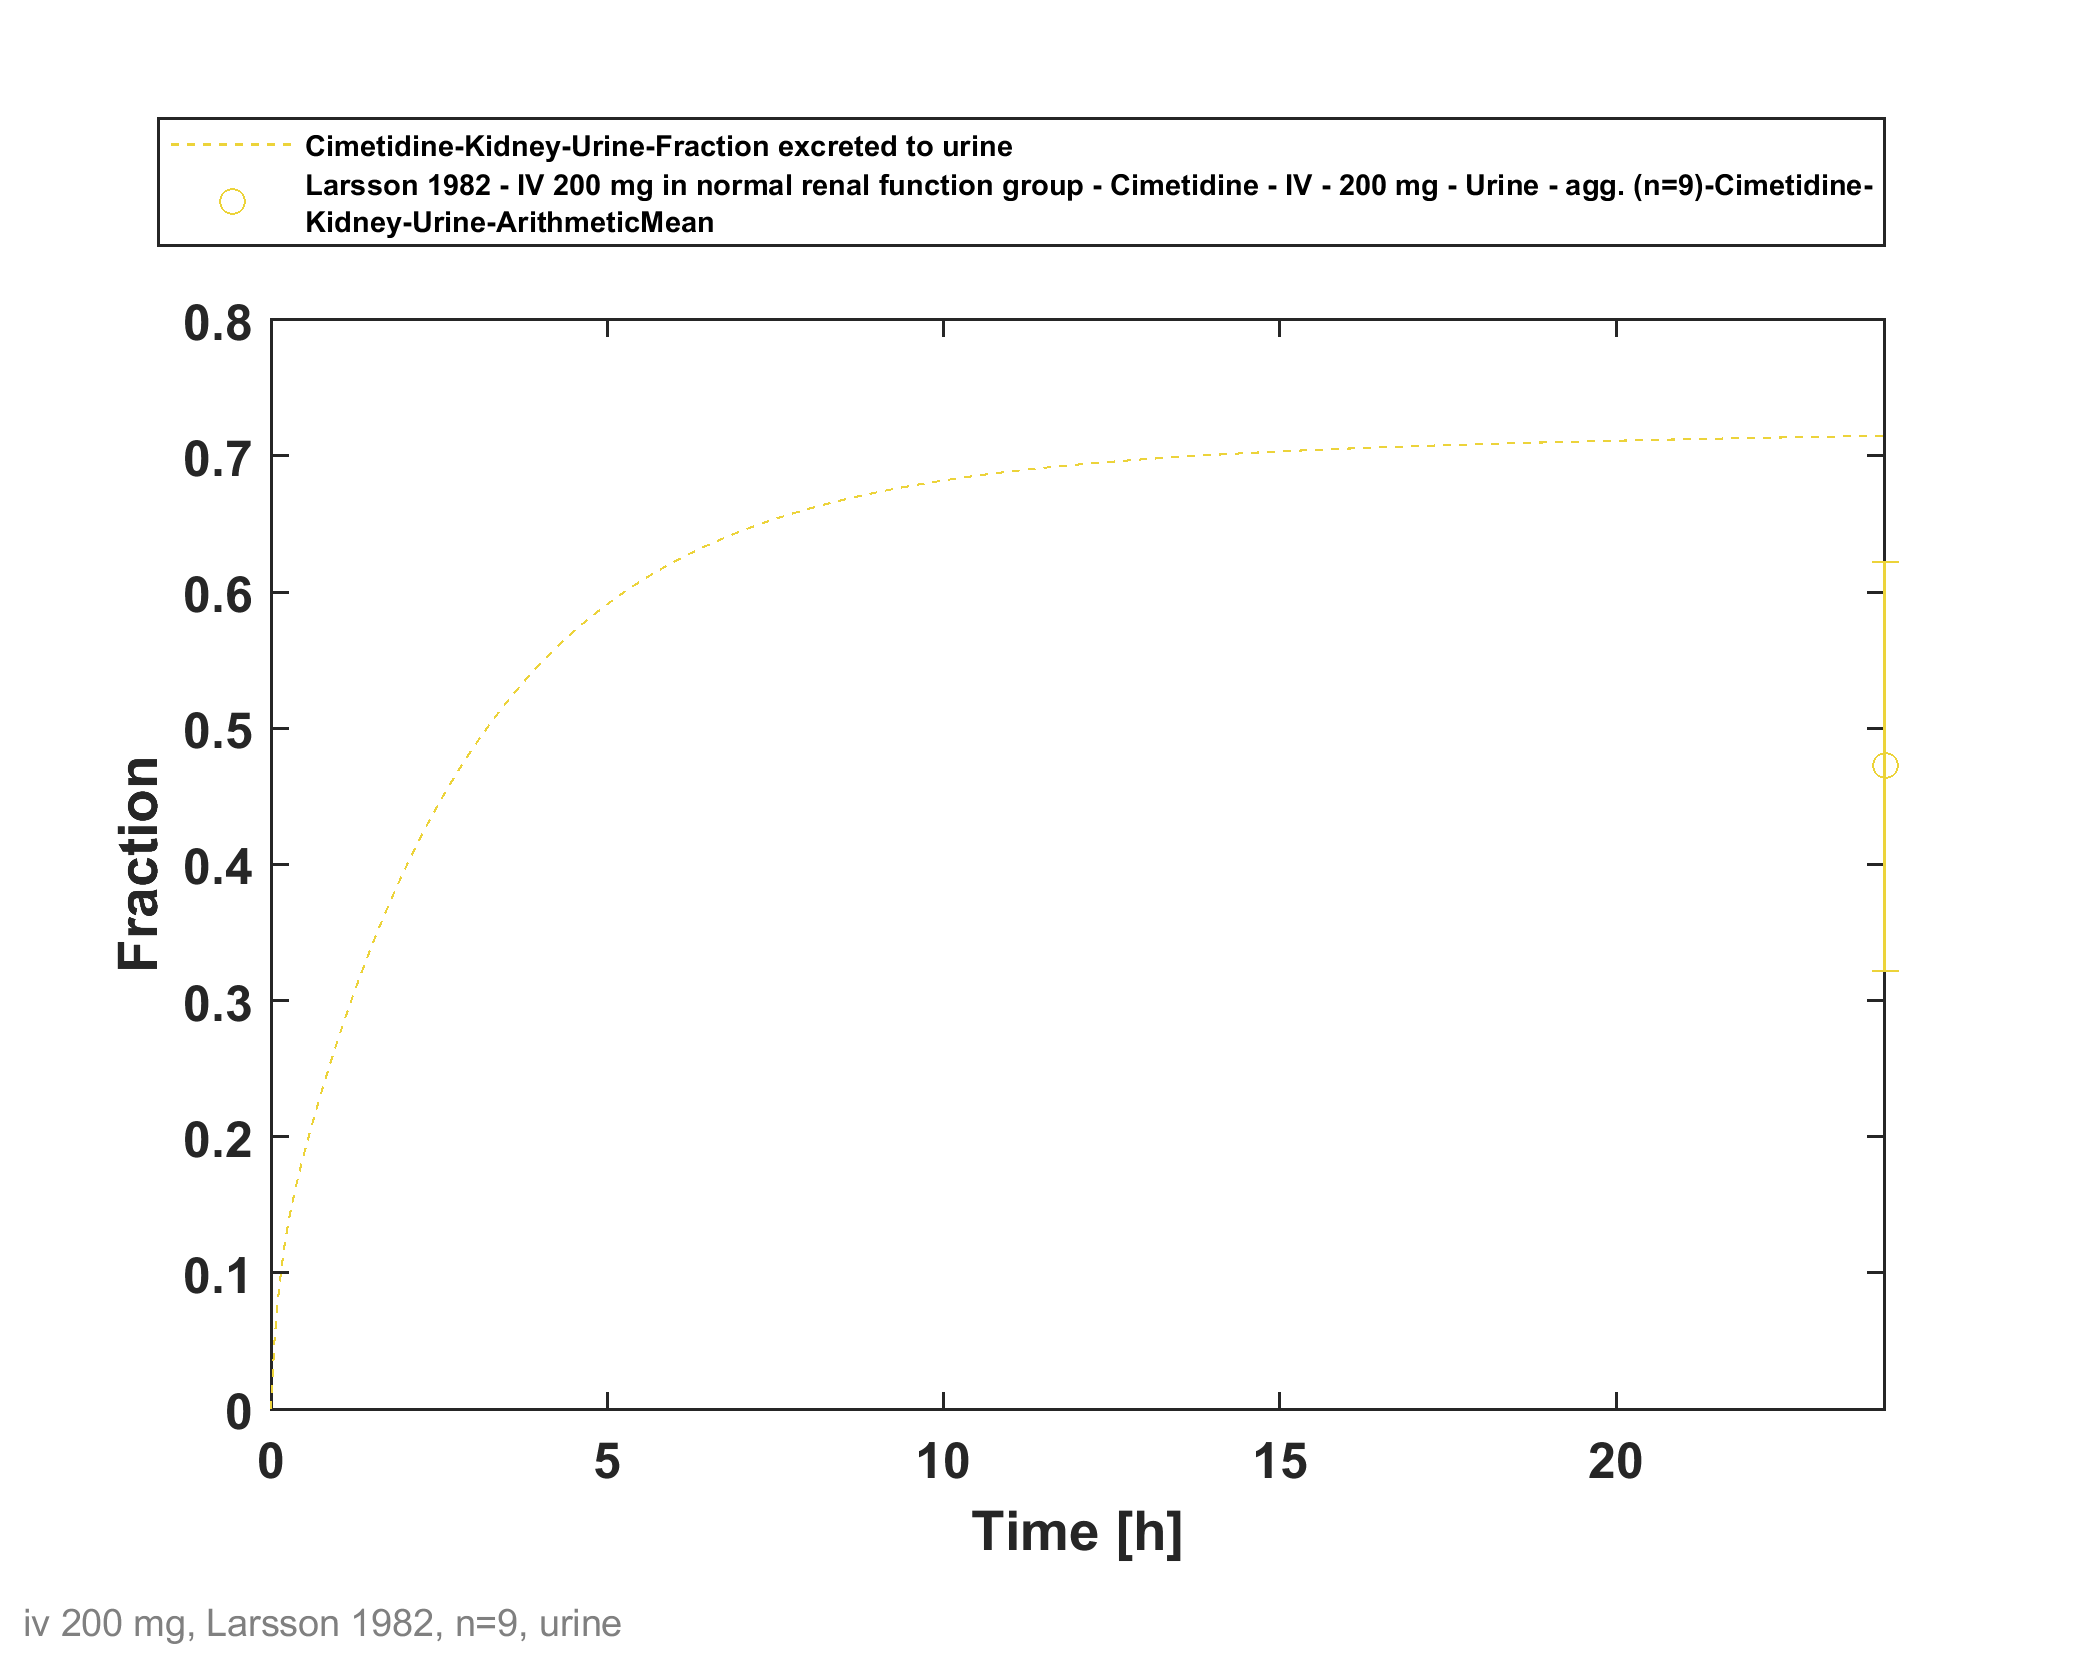 Cimetidine-Kidney-Urine-Fraction excreted to urine
Larsson 1982 - IV 200 mg in normal renal function group - Cimetidine - IV - 200 mg - Urine - agg. (n=9)-Cimetidine-
Kidney-Urine-ArithmeticMean
0.8
0.7
0.6
0.5
0.4
0.3
0.2
0.1
0
Fraction
0 5 10 15 20
Time [h]
iv 200 mg, Larsson 1982, n=9, urine